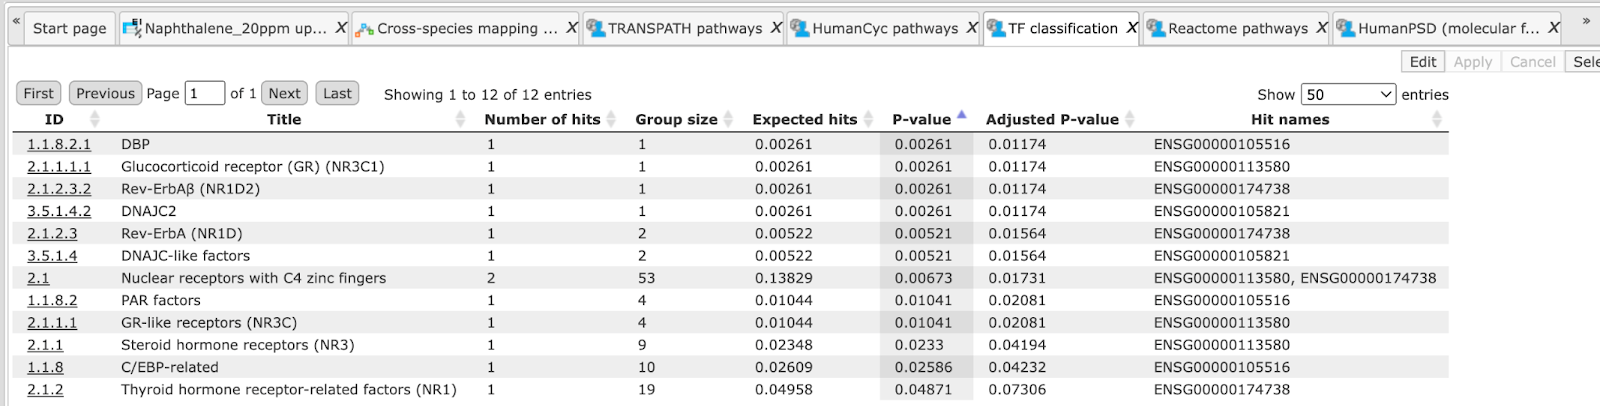 « Start page Naphthalene_20ppm up... X Cross-species mapping ... X TRANSPATH pathways X HumanCyc pathways X TF classification X Reactome pathways X HumanPSD (molecular f... X »
Edit Apply Cancel Sele
First Previous Page 1 of 1 Next Last Showing 1 to 12 of 12 entries Show 50 entries
ID Title Number of hits Group size Expected hits P-value Adjusted P-value Hit names
1.1.8.2.1 DBP 1 1 0.00261 0.00261 0.01174 ENSG00000105516
2.1.1.1.1 Glucocorticoid receptor (GR) (NR3C1) 1 1 0.00261 0.00261 0.01174 ENSG00000113580
2.1.2.3.2 Rev-ErbAβ (NR1D2) 1 1 0.00261 0.00261 0.01174 ENSG00000174738
3.5.1.4.2 DNAJC2 1 1 0.00261 0.00261 0.01174 ENSG00000105821
2.1.2.3 Rev-ErbA (NR1D) 1 2 0.00522 0.00521 0.01564 ENSG00000174738
3.5.1.4 DNAJC-like factors 1 2 0.00522 0.00521 0.01564 ENSG00000105821
2.1 Nuclear receptors with C4 zinc fingers 2 53 0.13829 0.00673 0.01731 ENSG00000113580, ENSG00000174738
1.1.8.2 PAR factors 1 4 0.01044 0.01041 0.02081 ENSG00000105516
2.1.1.1 GR-like receptors (NR3C) 1 4 0.01044 0.01041 0.02081 ENSG00000113580
2.1.1 Steroid hormone receptors (NR3) 1 9 0.02348 0.0233 0.04194 ENSG00000113580
1.1.8 C/EBP-related 1 10 0.02609 0.02586 0.04232 ENSG00000105516
2.1.2 Thyroid hormone receptor-related factors (NR1) 1 19 0.04958 0.04871 0.07306 ENSG00000174738